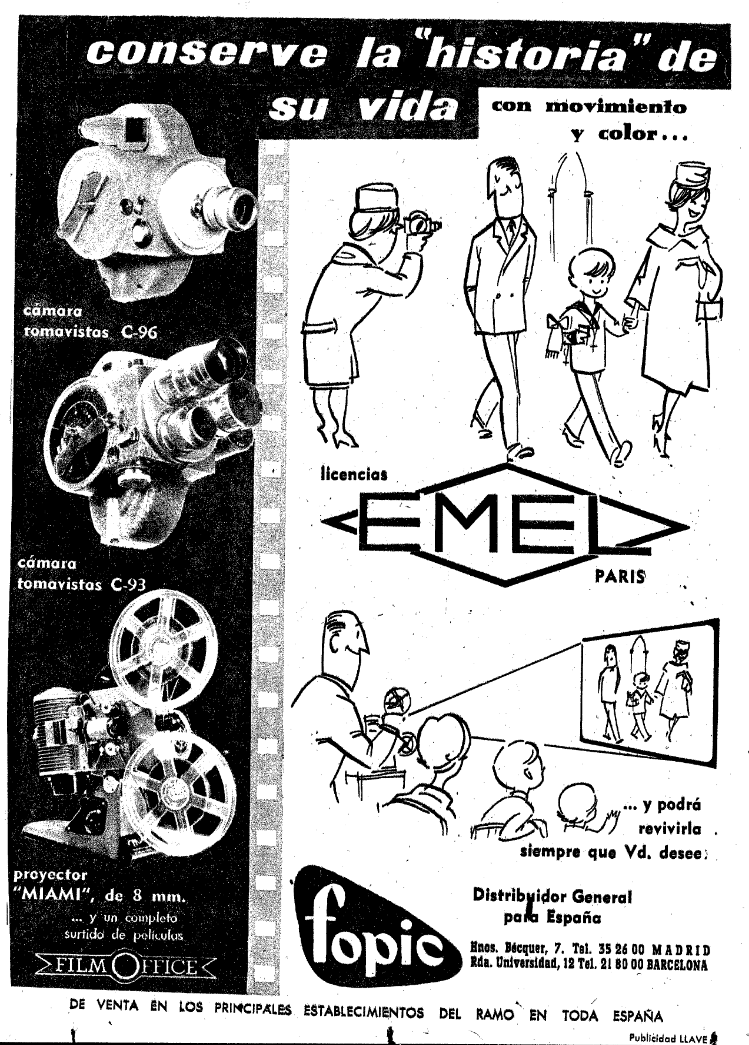 conserve la "historia" de
su vida
con movimiento
y color...
cámara
tomavistas C-96
cámara
tomavistas C-93
proyector
"MIAMI", de 8 mm.
... y un completo
surtido de peliculas
FILM OFFICE
licencias
EMEL
PARIS
... y podrá
revivirla
siempre que Vd. desee.
fopic
Distribuidor General
para España
Hnos. Bécquer, 7. Tel. 35 26 00 MADRID
Rda. Universidad, 12 Tel. 21 80 00 BARCELONA
DE VENTA EN LOS PRINCIPALES ESTABLECIMIENTOS DEL RAMO EN TODA ESPAÑA
Publicidad LLAVE